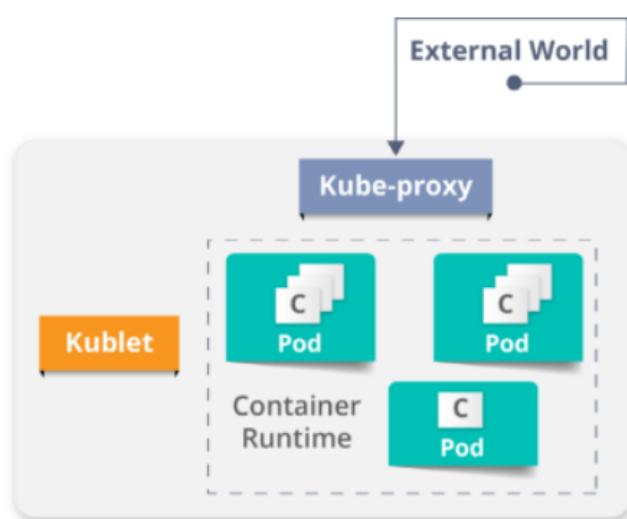 External World
Kube-proxy
C
Pod
C
Pod
Kublet
Container
Runtime
C
Pod